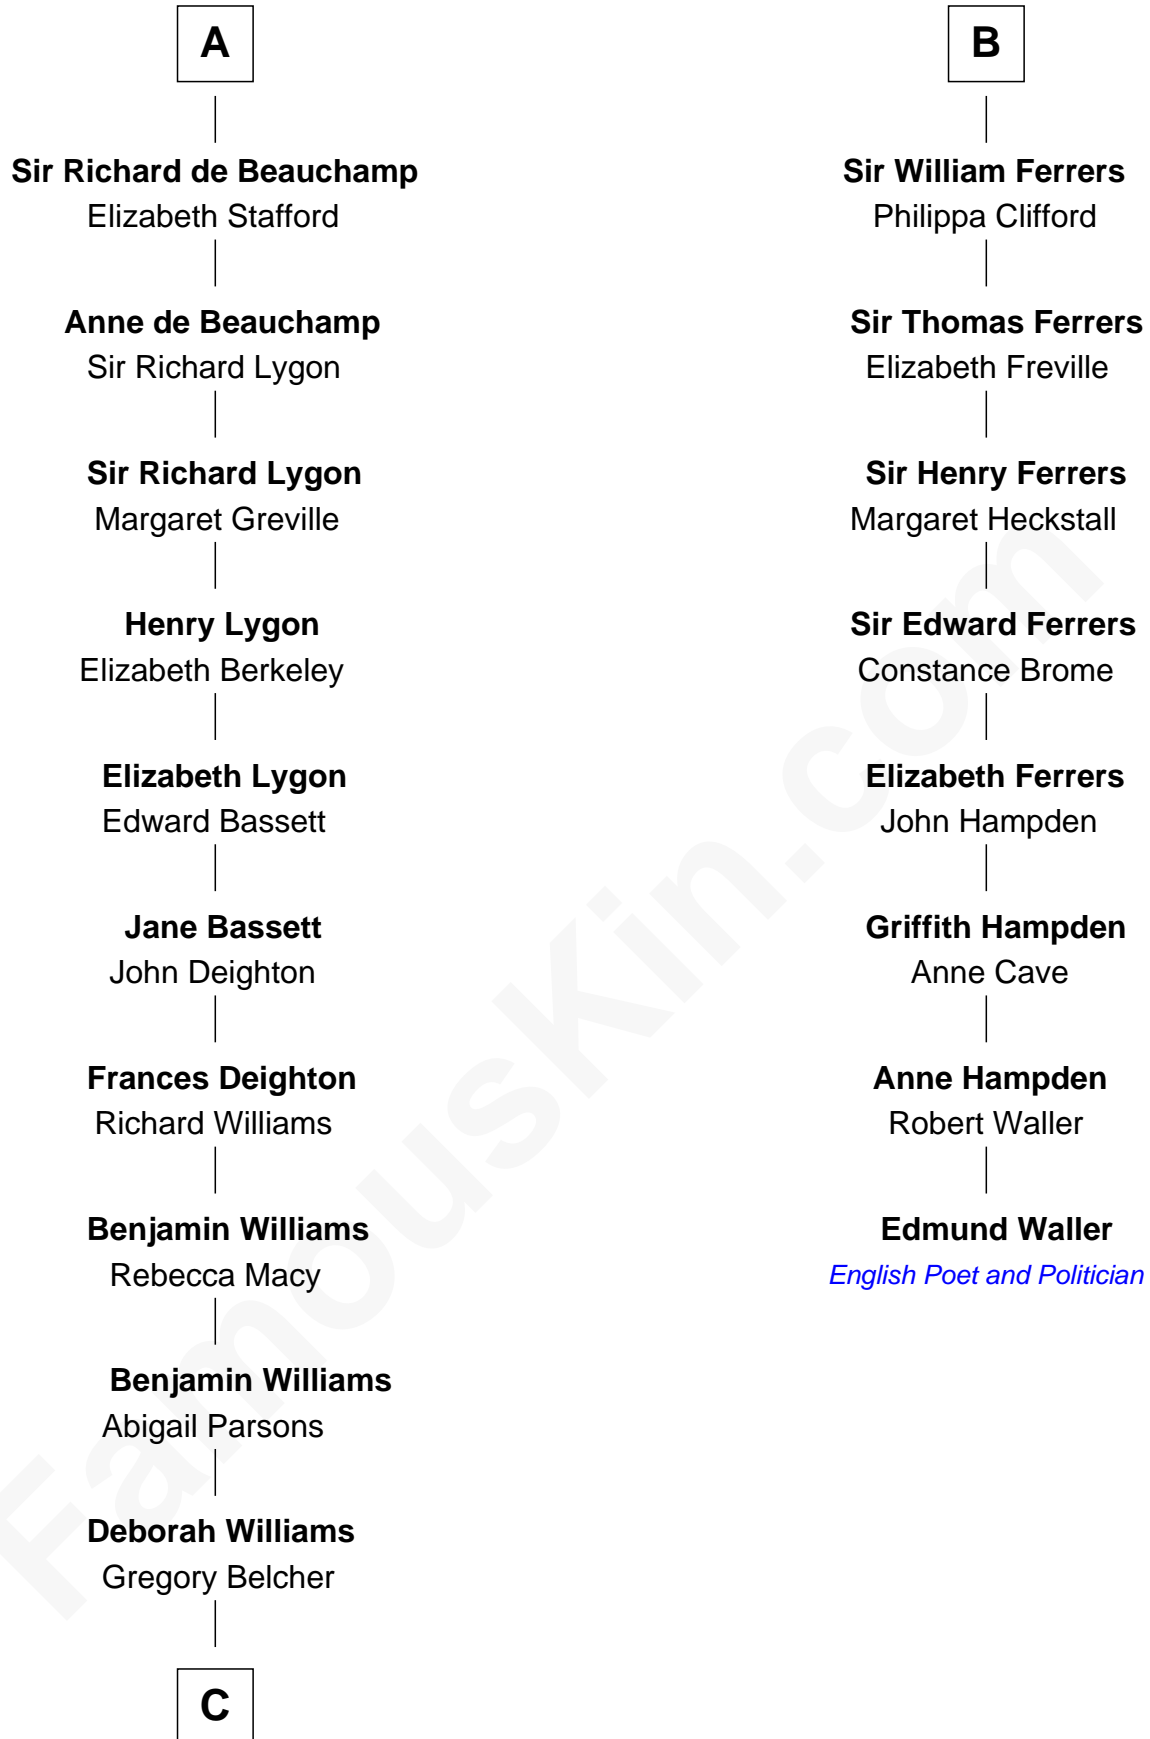 A
Sir Richard de Beauchamp
Elizabeth Stafford
Anne de Beauchamp
Sir Richard Lygon
Sir Richard Lygon
Margaret Greville
Henry Lygon
Elizabeth Berkeley
Elizabeth Lygon
Edward Bassett
Jane Bassett
John Deighton
Frances Deighton
Richard Williams
Benjamin Williams
Rebecca Macy
Benjamin Williams
Abigail Parsons
Deborah Williams
Gregory Belcher
C
B
Sir William Ferrers
Philippa Clifford
Sir Thomas Ferrers
Elizabeth Freville
Sir Henry Ferrers
Margaret Heckstall
Sir Edward Ferrers
Constance Brome
Elizabeth Ferrers
John Hampden
Griffith Hampden
Anne Cave
Anne Hampden
Robert Waller
Edmund Waller
English Poet and Politician
FamousKin.com